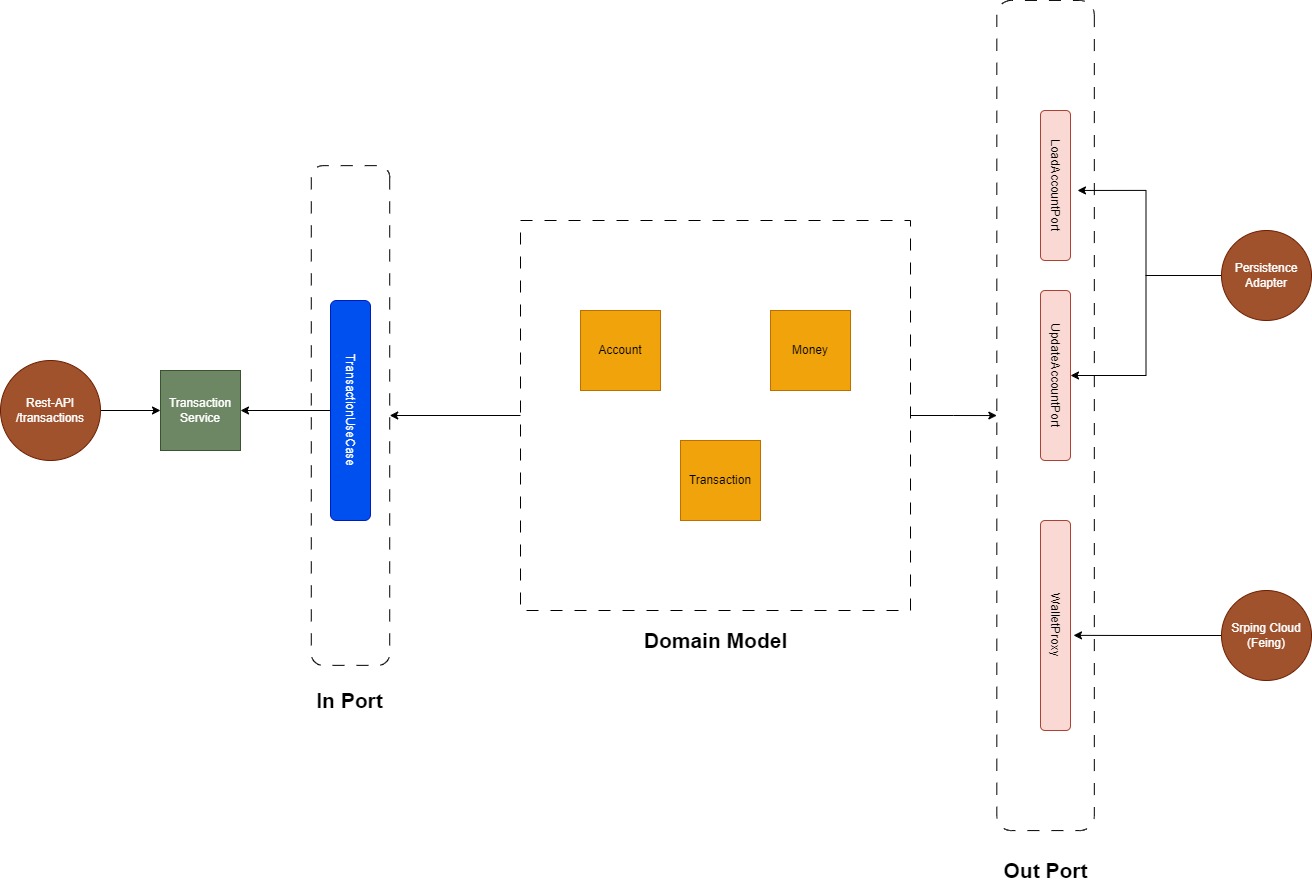 Rest-API
/transactions
Transaction
Service
TransactionUseCase
In Port
Account
Money
Transaction
Domain Model
LoadAccountPort
UpdateAccountPort
WalletProxy
Out Port
Persistence
Adapter
Srping Cloud
(Feing)